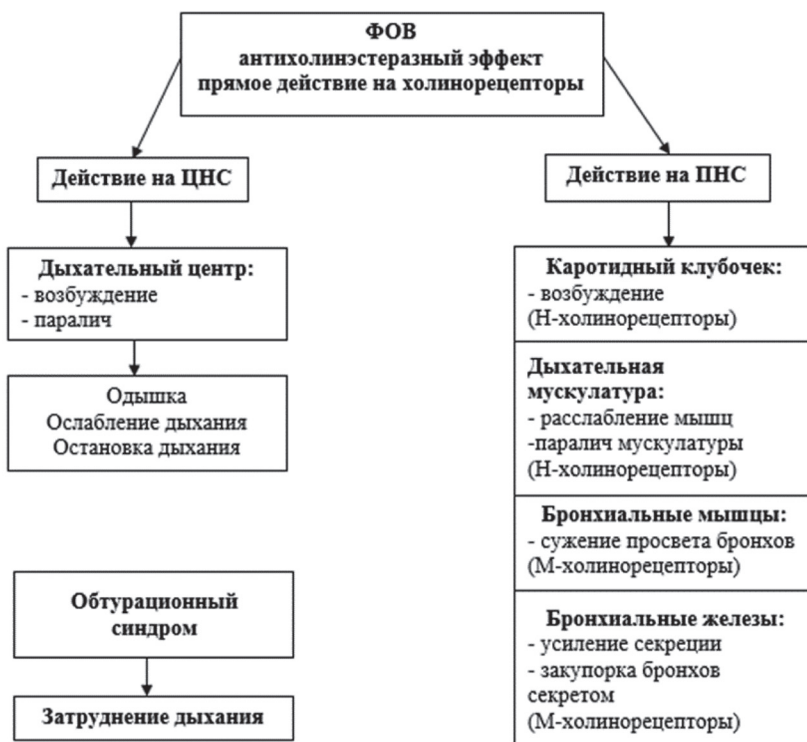 ФОВ
антихолинэстеразный эффект
прямое действие на холинорецепторы
Действие на ЦНС
Дыхательный центр:
- возбуждение
- паралич
Одышка
Ослабление дыхания
Остановка дыхания
Обтурационный
синдром
Затруднение дыхания
Действие на ПНС
Каротидный клубочек:
- возбуждение
(Н-холинорецепторы)
Дыхательная
мускулатура:
- расслабление мышц
-паралич мускулатуры
(Н-холинорецепторы)
Бронхиальные мышцы:
- сужение просвета бронхов
(М-холинорецепторы)
Бронхиальные железы:
- усиление секреции
- закупорка бронхов
секретом
(М-холинорецепторы)